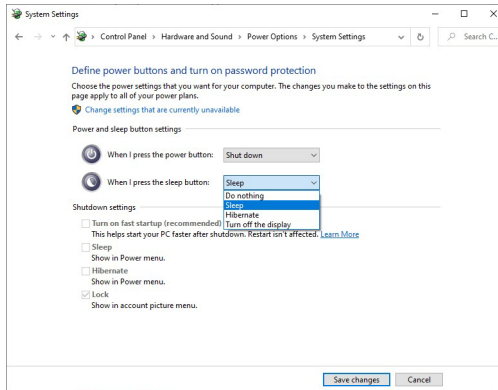 System Settings
Control Panel > Hardware and Sound > Power Options > System Settings
Search C...
Define power buttons and turn on password protection
Choose the power settings that you want for your computer. The changes you make to the settings on this
page apply to all of your power plans.
Change settings that are currently unavailable
Power and sleep button settings
When I press the power button: Shut down
When I press the sleep button: Sleep
Do nothing
Sleep
Hibernate
Turn off the display
Shutdown settings
Turn on fast startup (recommended)
This helps start your PC faster after shutdown. Restart isn't affected. Learn More
Sleep
Show in Power menu.
Hibernate
Show in Power menu.
Lock
Show in account picture menu.
Save changes Cancel